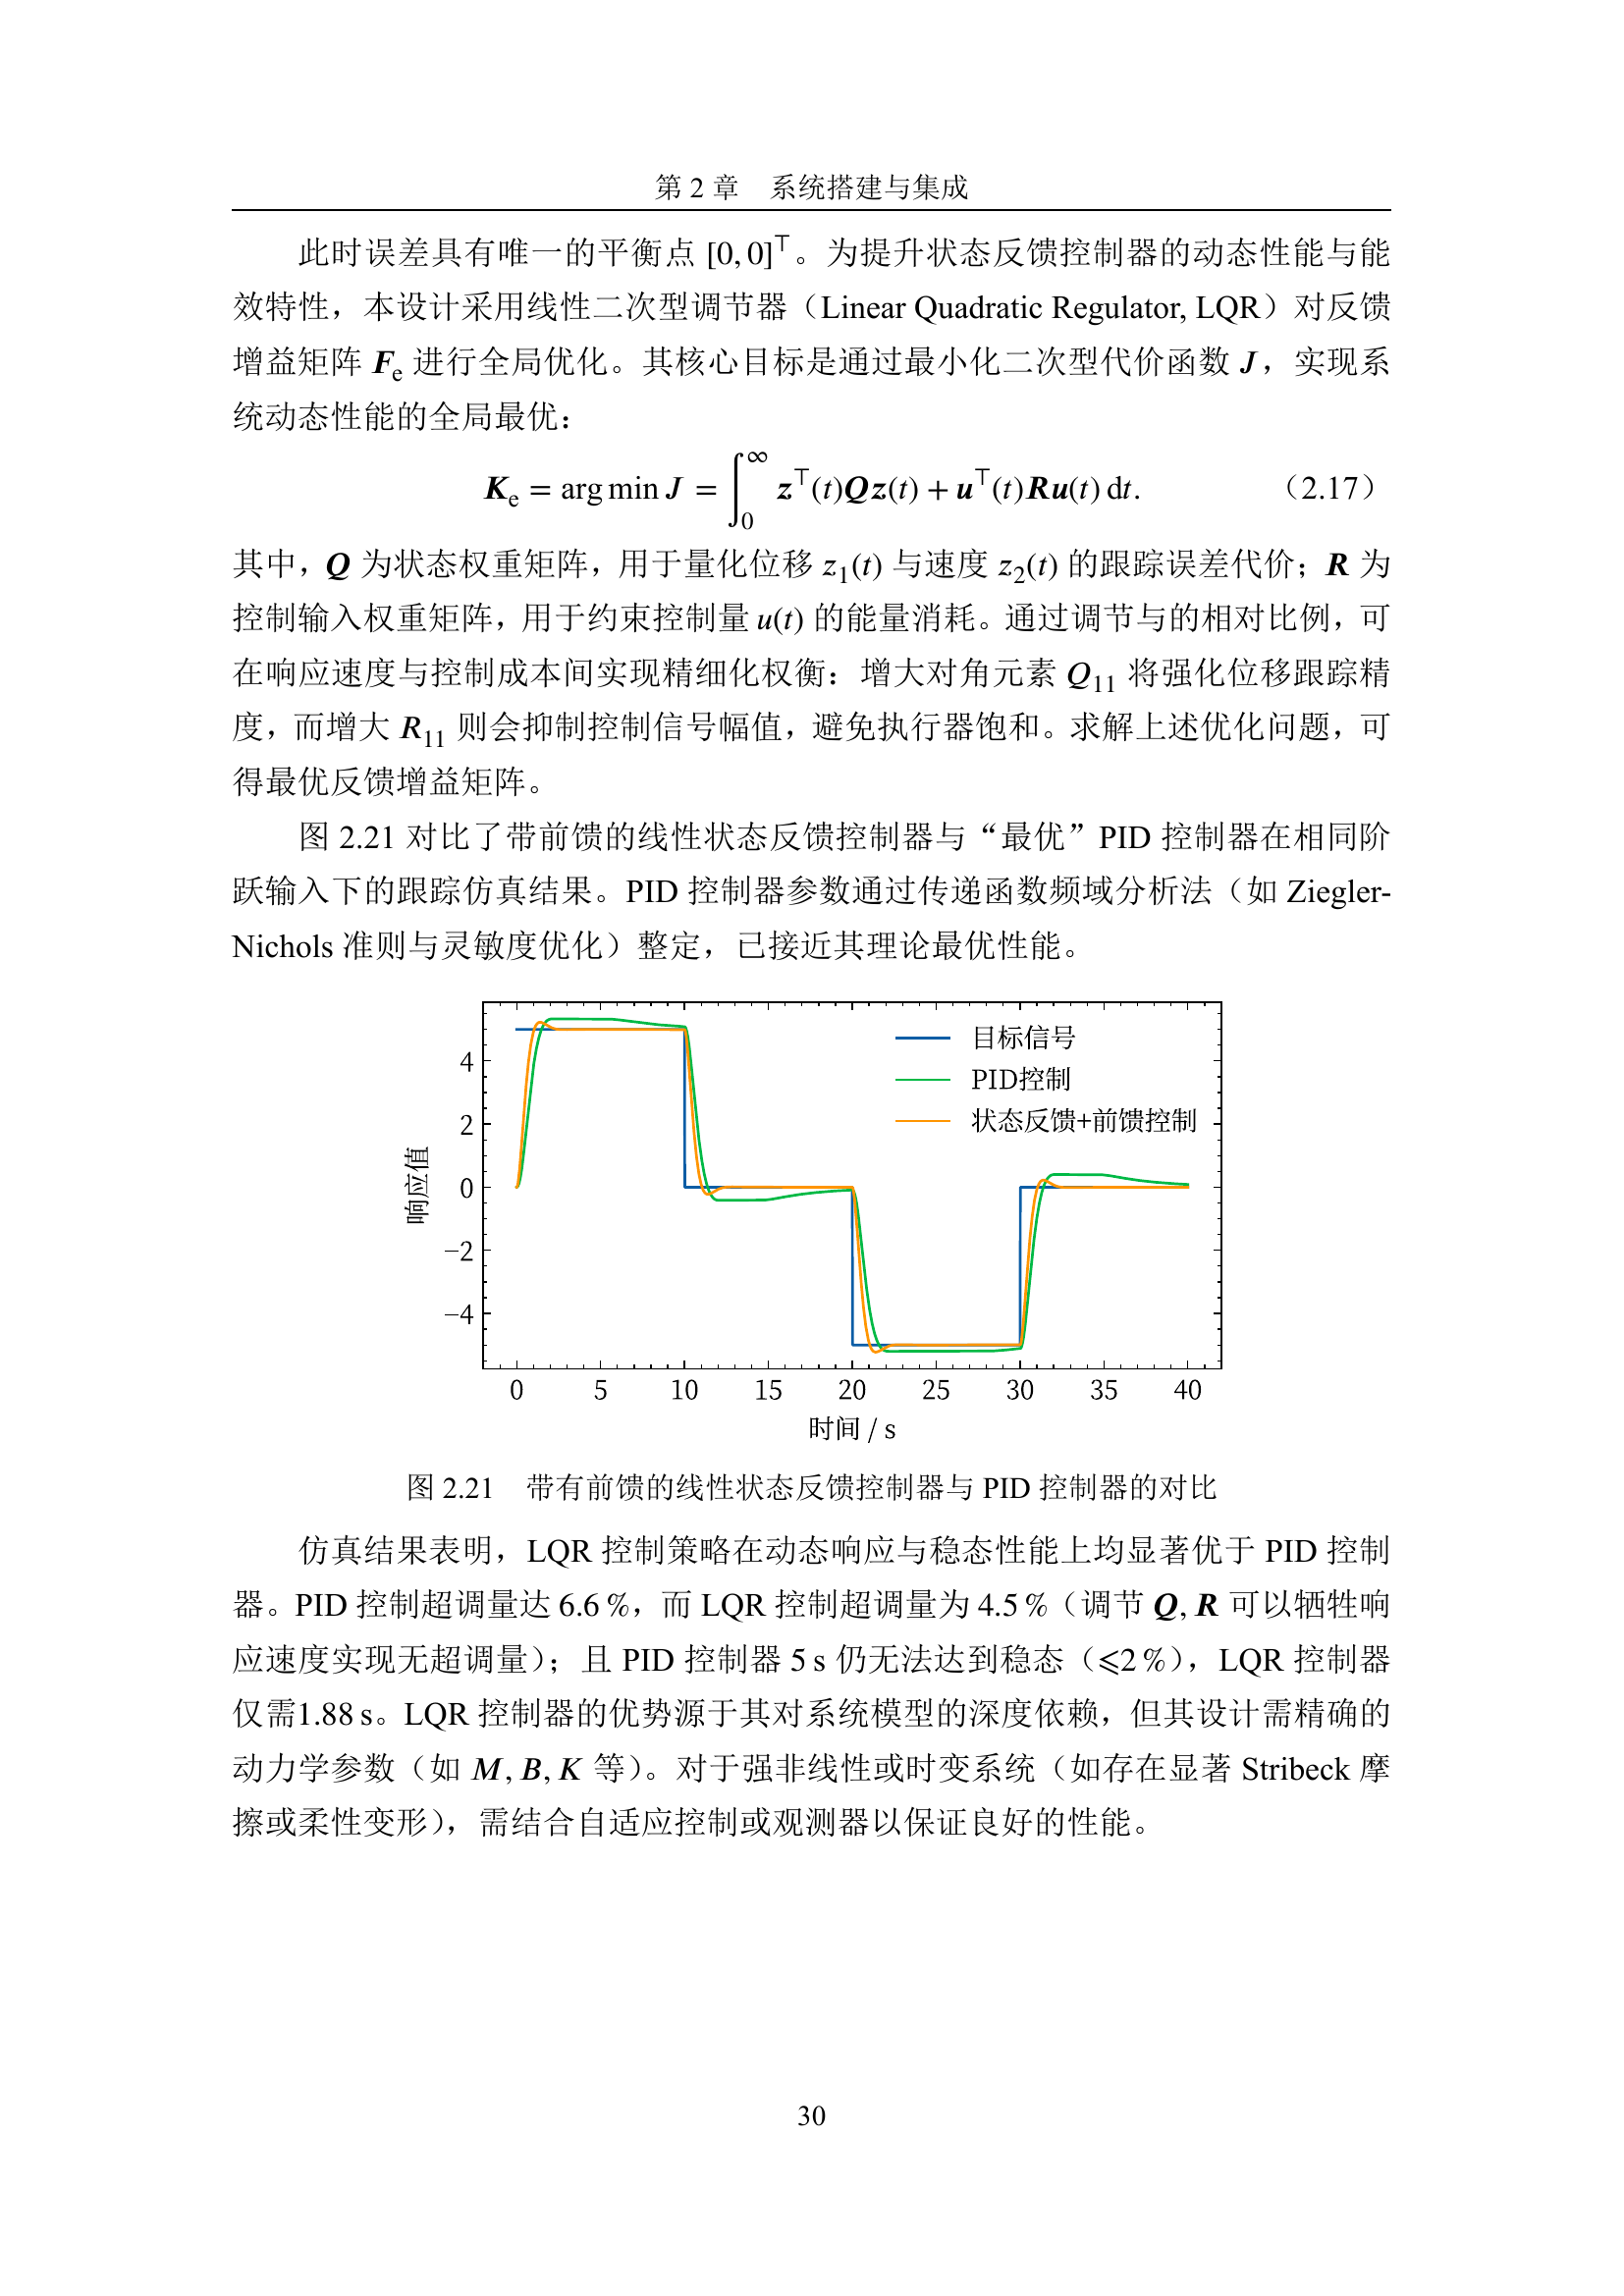 第 2 章　系统搭建与集成
此时误差具有唯一的平衡点 [0, 0]⊤。为提升状态反馈控制器的动态性能与能
效特性，本设计采用线性二次型调节器（Linear Quadratic Regulator, LQR）对反馈
增益矩阵 Fe 进行全局优化。其核心目标是通过最小化二次型代价函数 J，实现系
统动态性能的全局最优：
Ke = arg min J = ∫0∞ z⊤(t)Qz(t) + u⊤(t)Ru(t) dt.　（2.17）
其中，Q 为状态权重矩阵，用于量化位移 z1(t) 与速度 z2(t) 的跟踪误差代价；R 为
控制输入权重矩阵，用于约束控制量 u(t) 的能量消耗。通过调节与的相对比例，可
在响应速度与控制成本间实现精细化权衡：增大对角元素 Q11 将强化位移跟踪精
度，而增大 R11 则会抑制控制信号幅值，避免执行器饱和。求解上述优化问题，可
得最优反馈增益矩阵。
图 2.21 对比了带前馈的线性状态反馈控制器与“最优”PID 控制器在相同阶
跃输入下的跟踪仿真结果。PID 控制器参数通过传递函数频域分析法（如 Ziegler-
Nichols 准则与灵敏度优化）整定，已接近其理论最优性能。
目标信号
PID控制
状态反馈+前馈控制
4
2
0
−2
−4
响应值
0 5 10 15 20 25 30 35 40
时间 / s
图 2.21　带有前馈的线性状态反馈控制器与 PID 控制器的对比
仿真结果表明，LQR 控制策略在动态响应与稳态性能上均显著优于 PID 控制
器。PID 控制超调量达 6.6 %，而 LQR 控制超调量为 4.5 %（调节 Q, R 可以牺牲响
应速度实现无超调量）；且 PID 控制器 5 s 仍无法达到稳态（⩽2 %），LQR 控制器
仅需1.88 s。LQR 控制器的优势源于其对系统模型的深度依赖，但其设计需精确的
动力学参数（如 M, B, K 等）。对于强非线性或时变系统（如存在显著 Stribeck 摩
擦或柔性变形），需结合自适应控制或观测器以保证良好的性能。
30